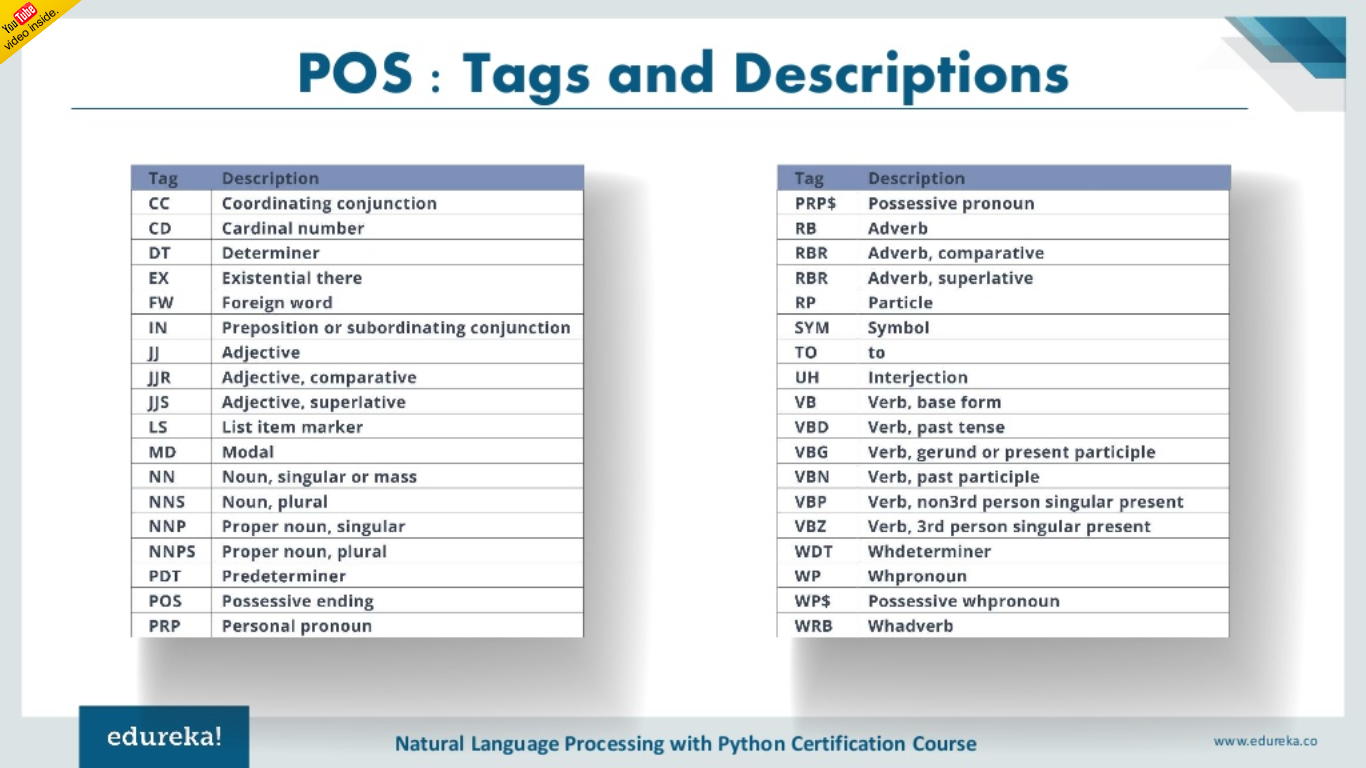 YouTube
video inside.
POS : Tags and Descriptions
Tag Description
CC Coordinating conjunction
CD Cardinal number
DT Determiner
EX Existential there
FW Foreign word
IN Preposition or subordinating conjunction
JJ Adjective
JJR Adjective, comparative
JJS Adjective, superlative
LS List item marker
MD Modal
NN Noun, singular or mass
NNS Noun, plural
NNP Proper noun, singular
NNPS Proper noun, plural
PDT Predeterminer
POS Possessive ending
PRP Personal pronoun
Tag Description
PRP$ Possessive pronoun
RB Adverb
RBR Adverb, comparative
RBR Adverb, superlative
RP Particle
SYM Symbol
TO to
UH Interjection
VB Verb, base form
VBD Verb, past tense
VBG Verb, gerund or present participle
VBN Verb, past participle
VBP Verb, non3rd person singular present
VBZ Verb, 3rd person singular present
WDT Whdeterminer
WP Whpronoun
WP$ Possessive whpronoun
WRB Whadverb
edureka!
Natural Language Processing with Python Certification Course
www.edureka.co